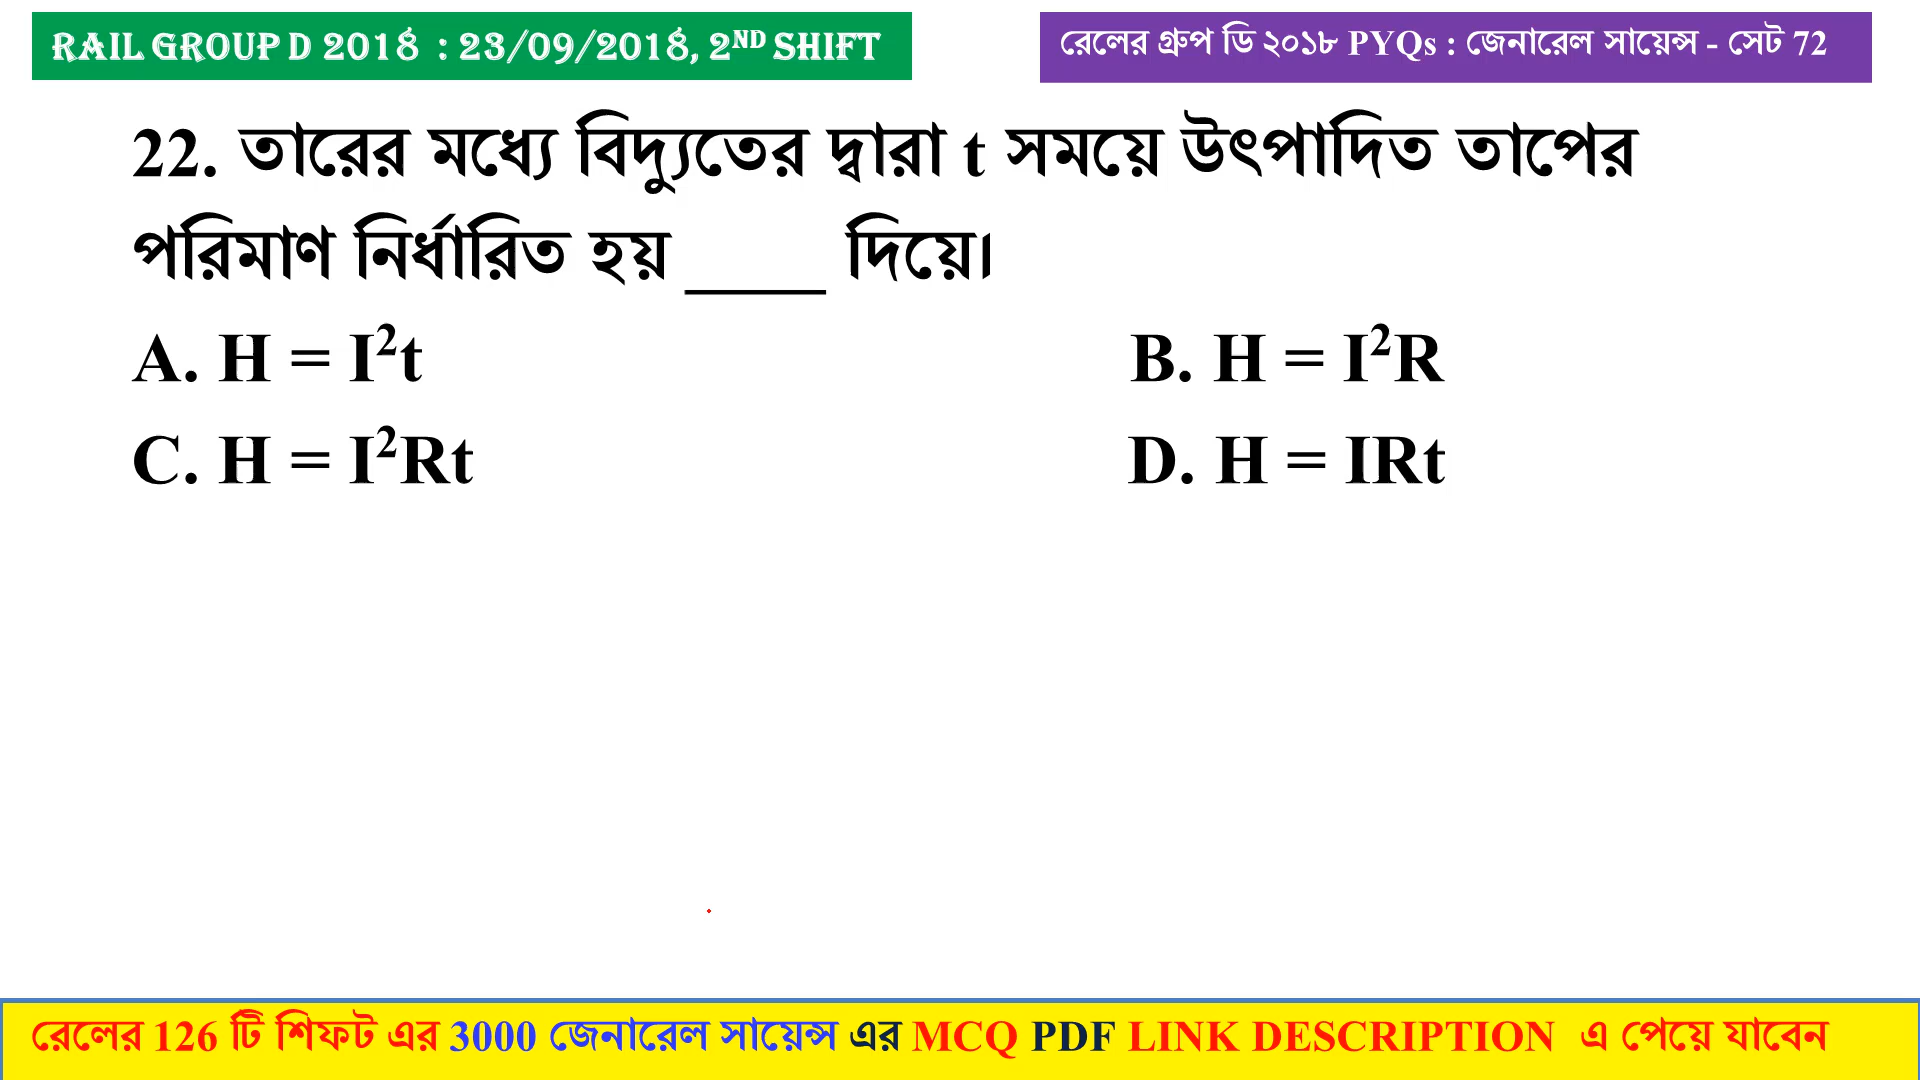 RAIL GROUP D 2018 : 23/09/2018, 2ND SHIFT
রেলের গ্রুপ ডি ২০১৮ PYQs : জেনারেল সায়েন্স - সেট 72
22. তারের মধ্যে বিদ্যুতের দ্বারা t সময়ে উৎপাদিত তাপের
পরিমাণ নির্ধারিত হয় ____ দিয়ে।
A. H = I²t
B. H = I²R
C. H = I²Rt
D. H = IRt
রেলের 126 টি শিফট এর 3000 জেনারেল সায়েন্স এর MCQ PDF LINK DESCRIPTION এ পেয়ে যাবেন